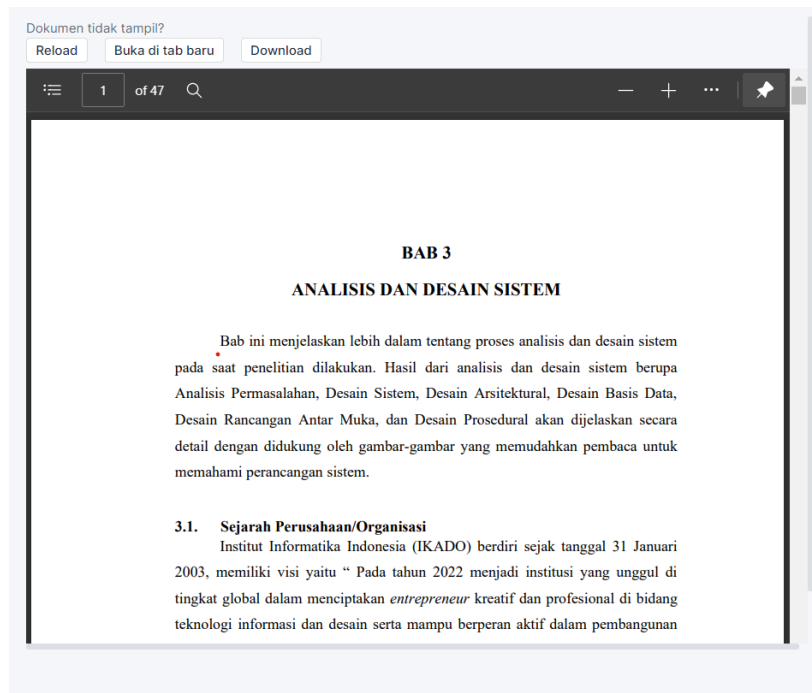 Dokumen tidak tampil?
Reload Buka di tab baru Download
1 of 47
BAB 3
ANALISIS DAN DESAIN SISTEM
Bab ini menjelaskan lebih dalam tentang proses analisis dan desain sistem
pada saat penelitian dilakukan. Hasil dari analisis dan desain sistem berupa
Analisis Permasalahan, Desain Sistem, Desain Arsitektural, Desain Basis Data,
Desain Rancangan Antar Muka, dan Desain Prosedural akan dijelaskan secara
detail dengan didukung oleh gambar-gambar yang memudahkan pembaca untuk
memahami perancangan sistem.
3.1. Sejarah Perusahaan/Organisasi
Institut Informatika Indonesia (IKADO) berdiri sejak tanggal 31 Januari
2003, memiliki visi yaitu “ Pada tahun 2022 menjadi institusi yang unggul di
tingkat global dalam menciptakan entrepreneur kreatif dan profesional di bidang
teknologi informasi dan desain serta mampu berperan aktif dalam pembangunan